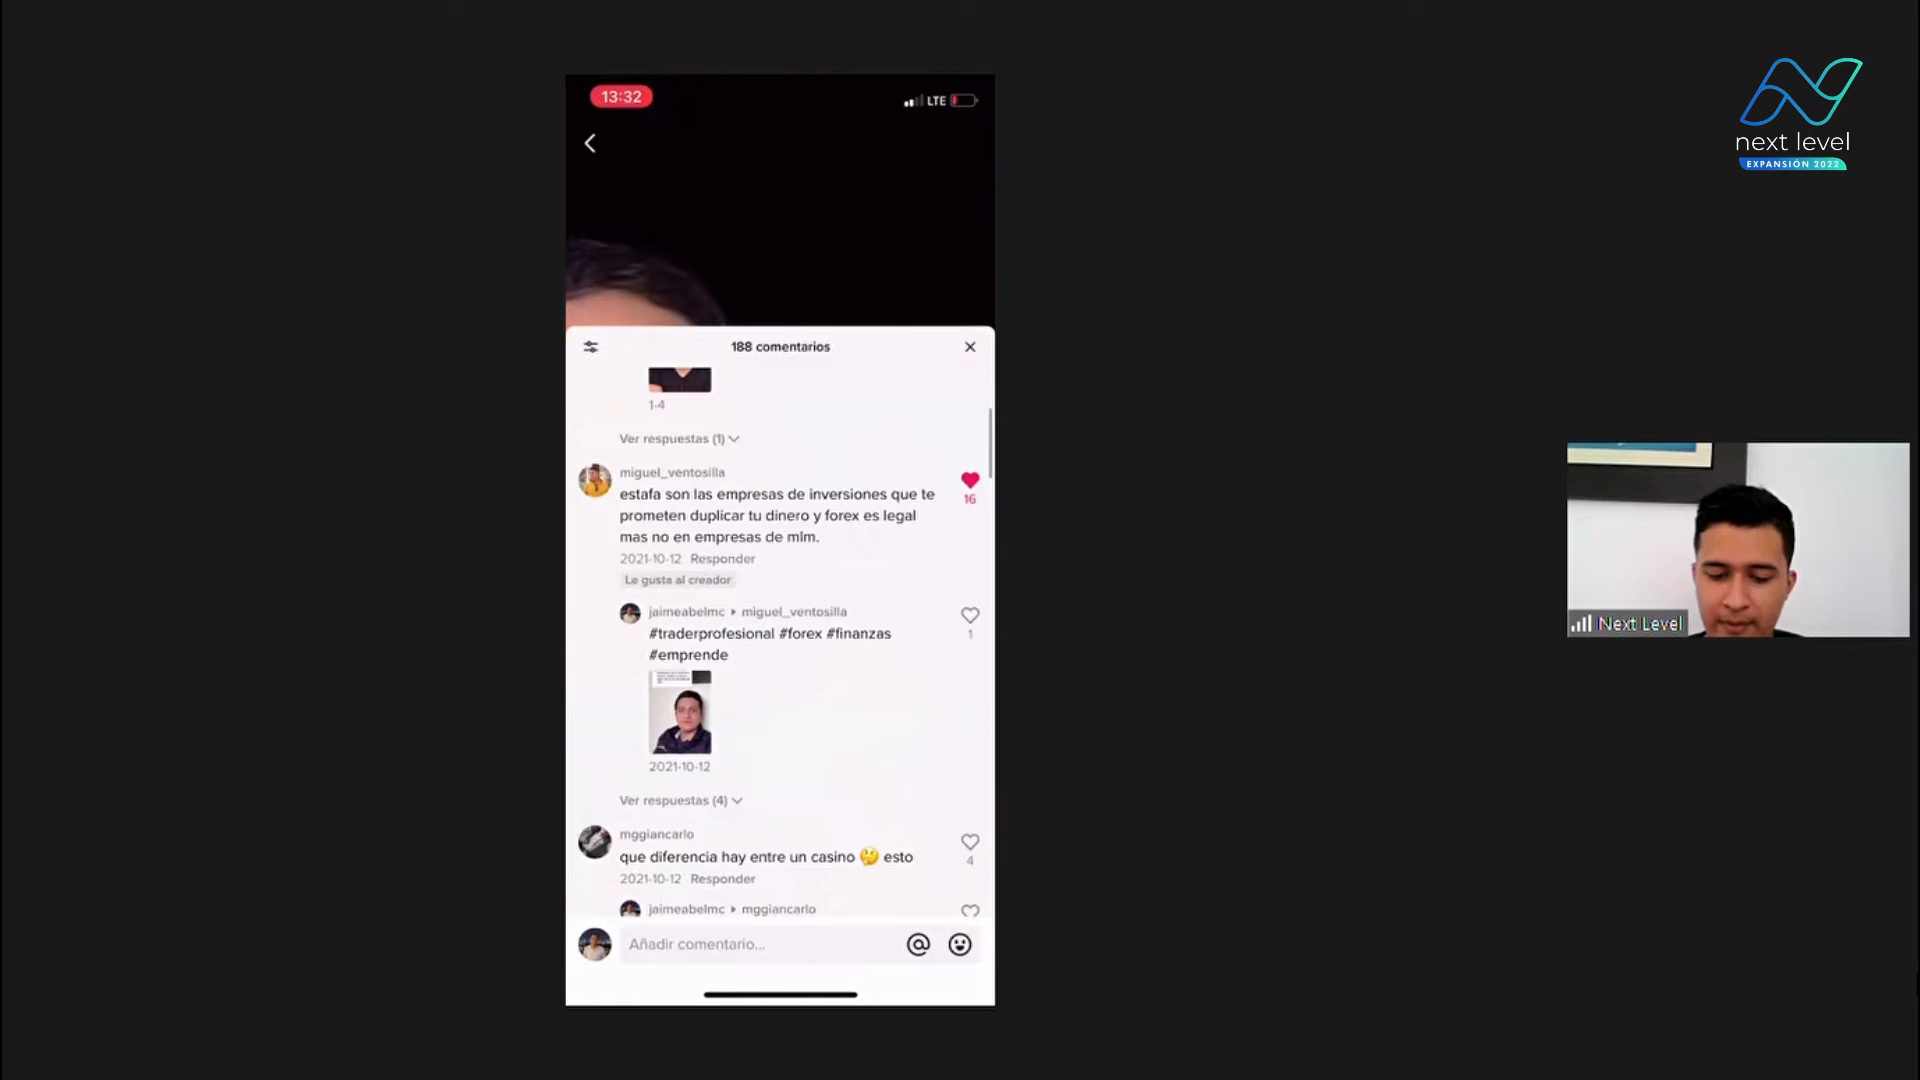 13:32
LTE
next level
EXPANSIÓN 2022
188 comentarios
1-4
Ver respuestas (1)
miguel_ventosilla
estafa son las empresas de inversiones que te
prometen duplicar tu dinero y forex es legal
mas no en empresas de mlm.
16
2021-10-12 Responder
Le gusta al creador
jaimeabelmc ▸ miguel_ventosilla
#traderprofesional #forex #finanzas
#emprende
1
2021-10-12
Ver respuestas (4)
mggiancarlo
que diferencia hay entre un casino 🤔 esto
4
2021-10-12 Responder
jaimeabelmc ▸ mggiancarlo
Añadir comentario...
Next Level